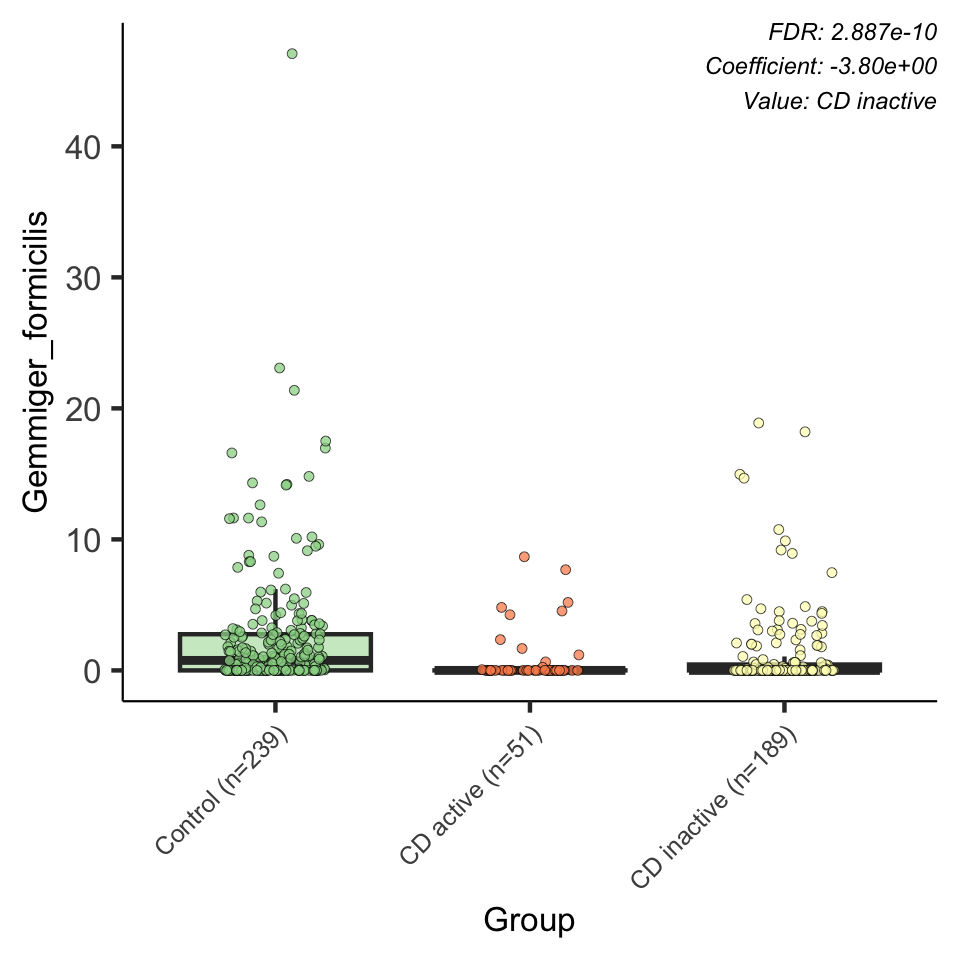 FDR: 2.887e-10
Coefficient: -3.80e+00
Value: CD inactive
Gemmiger_formicilis
40
30
20
10
0
Control (n=239)
CD active (n=51)
CD inactive (n=189)
Group